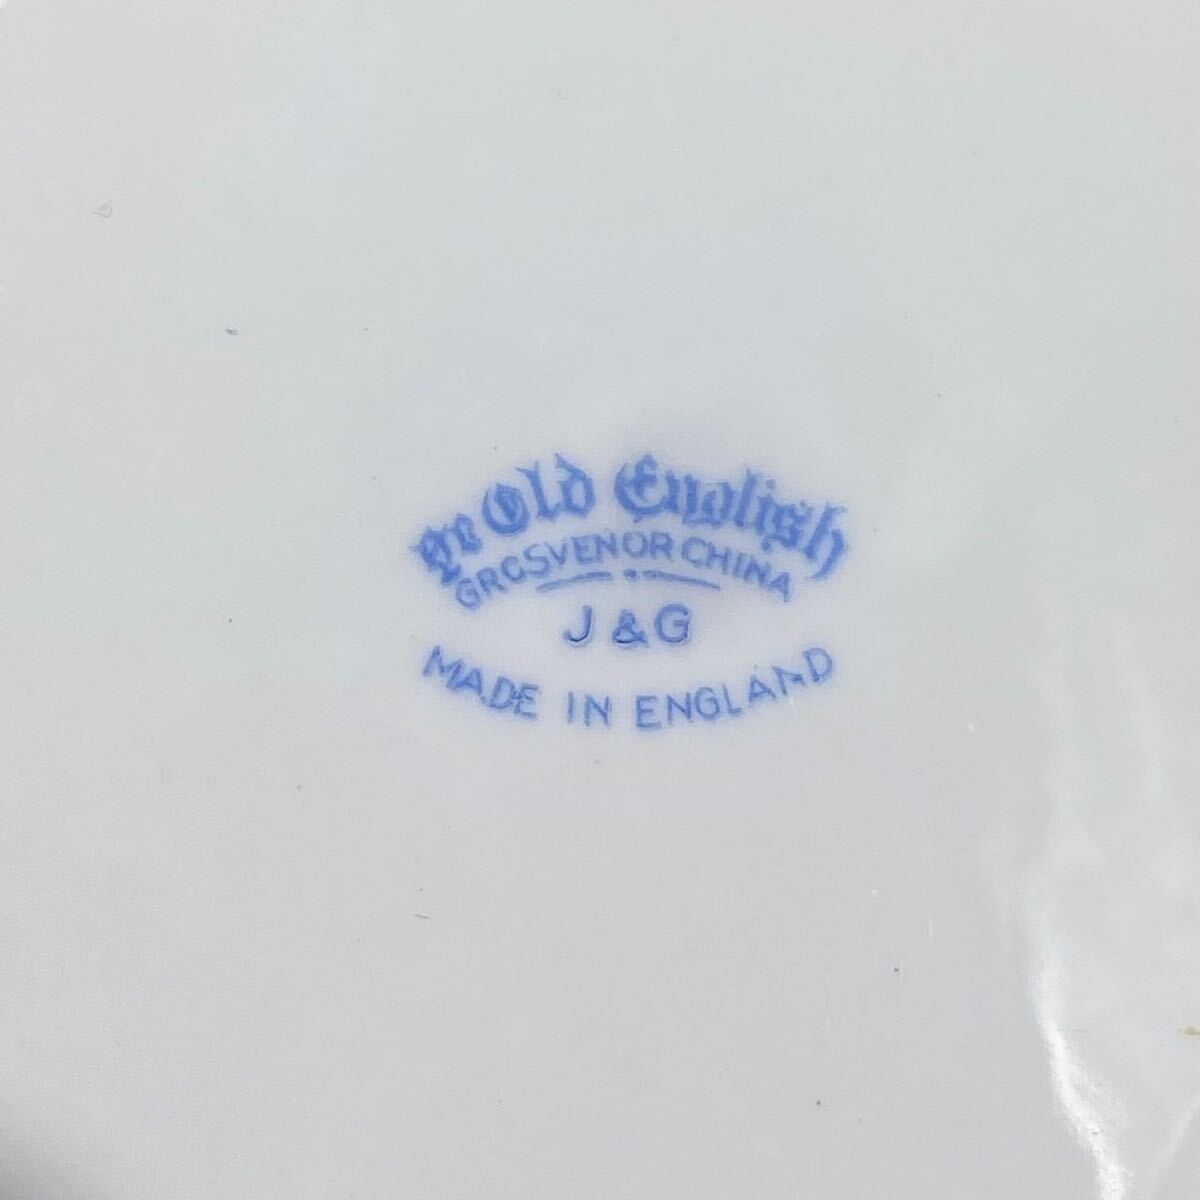 Ye Old English
GROSVENOR CHINA
J & G
MADE IN ENGLAND